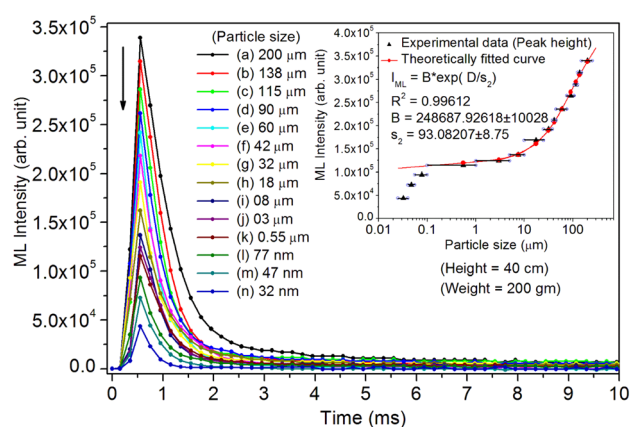 ML Intensity (arb. unit)
3.5x10⁵
3.0x10⁵
2.5x10⁵
2.0x10⁵
1.5x10⁵
1.0x10⁵
5.0x10⁴
0.0
0 1 2 3 4 5 6 7 8 9 10
Time (ms)
(Particle size)
(a) 200 μm
(b) 138 μm
(c) 115 μm
(d) 90 μm
(e) 60 μm
(f) 42 μm
(g) 32 μm
(h) 18 μm
(i) 08 μm
(j) 03 μm
(k) 0.55 μm
(l) 77 nm
(m) 47 nm
(n) 32 nm
ML Intensity (arb. unit)
4.0x10⁵
3.5x10⁵
3.0x10⁵
2.5x10⁵
2.0x10⁵
1.5x10⁵
1.0x10⁵
5.0x10⁴
0.0
Experimental data (Peak height)
Theoretically fitted curve
I_ML = B*exp( D/s₂)
R² = 0.99612
B = 248687.92618±10028
s₂ = 93.08207±8.75
0.01 0.1 1 10 100
Particle size (μm)
(Height = 40 cm)
(Weight = 200 gm)